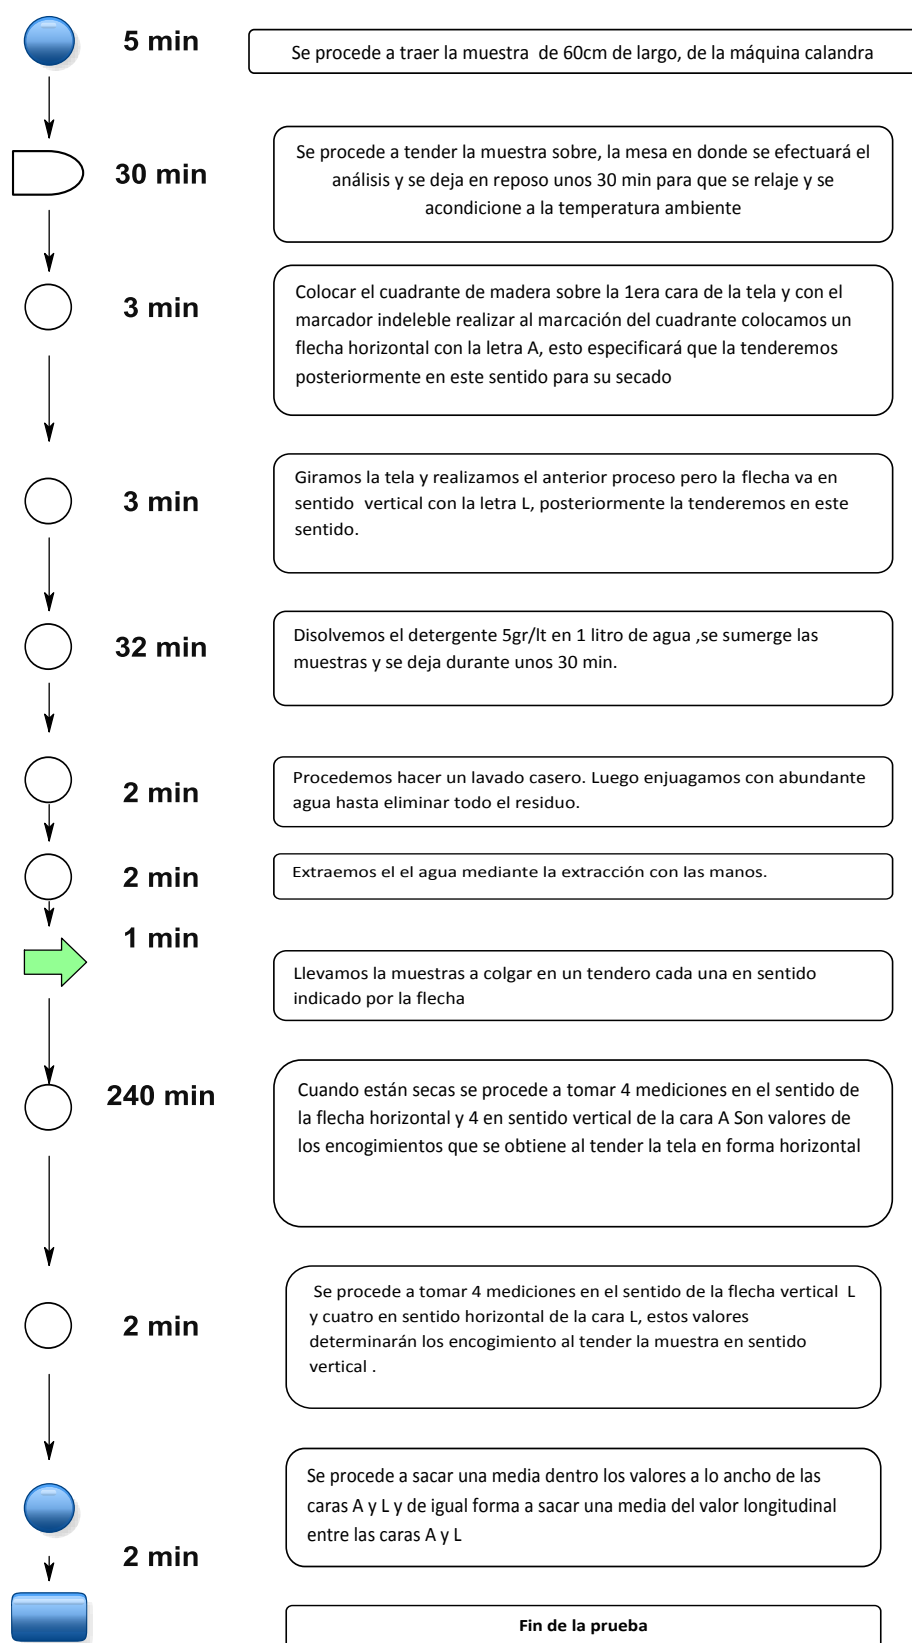 5 min
Se procede a traer la muestra de 60cm de largo, de la máquina calandra
30 min
Se procede a tender la muestra sobre, la mesa en donde se efectuará el
análisis y se deja en reposo unos 30 min para que se relaje y se
acondicione a la temperatura ambiente
3 min
Colocar el cuadrante de madera sobre la 1era cara de la tela y con el
marcador indeleble realizar al marcación del cuadrante colocamos un
flecha horizontal con la letra A, esto especificará que la tenderemos
posteriormente en este sentido para su secado
3 min
Giramos la tela y realizamos el anterior proceso pero la flecha va en
sentido vertical con la letra L, posteriormente la tenderemos en este
sentido.
32 min
Disolvemos el detergente 5gr/lt en 1 litro de agua ,se sumerge las
muestras y se deja durante unos 30 min.
2 min
Procedemos hacer un lavado casero. Luego enjuagamos con abundante
agua hasta eliminar todo el residuo.
2 min
Extraemos el el agua mediante la extracción con las manos.
1 min
Llevamos la muestras a colgar en un tendero cada una en sentido
indicado por la flecha
240 min
Cuando están secas se procede a tomar 4 mediciones en el sentido de
la flecha horizontal y 4 en sentido vertical de la cara A Son valores de
los encogimientos que se obtiene al tender la tela en forma horizontal
2 min
Se procede a tomar 4 mediciones en el sentido de la flecha vertical L
y cuatro en sentido horizontal de la cara L, estos valores
determinarán los encogimiento al tender la muestra en sentido
vertical .
Se procede a sacar una media dentro los valores a lo ancho de las
caras A y L y de igual forma a sacar una media del valor longitudinal
entre las caras A y L
2 min
Fin de la prueba